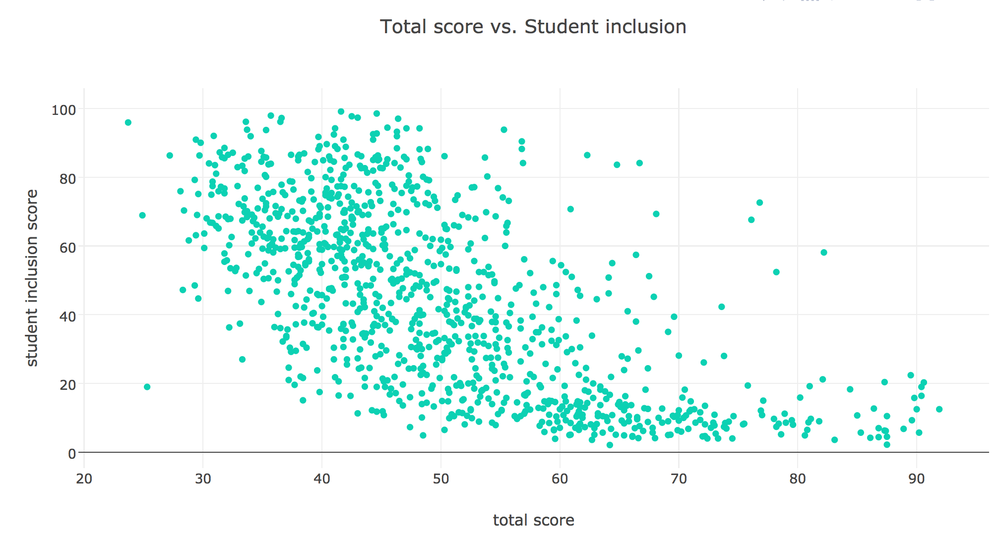 Total score vs. Student inclusion
student inclusion score
100
80
60
40
20
0
20 30 40 50 60 70 80 90
total score